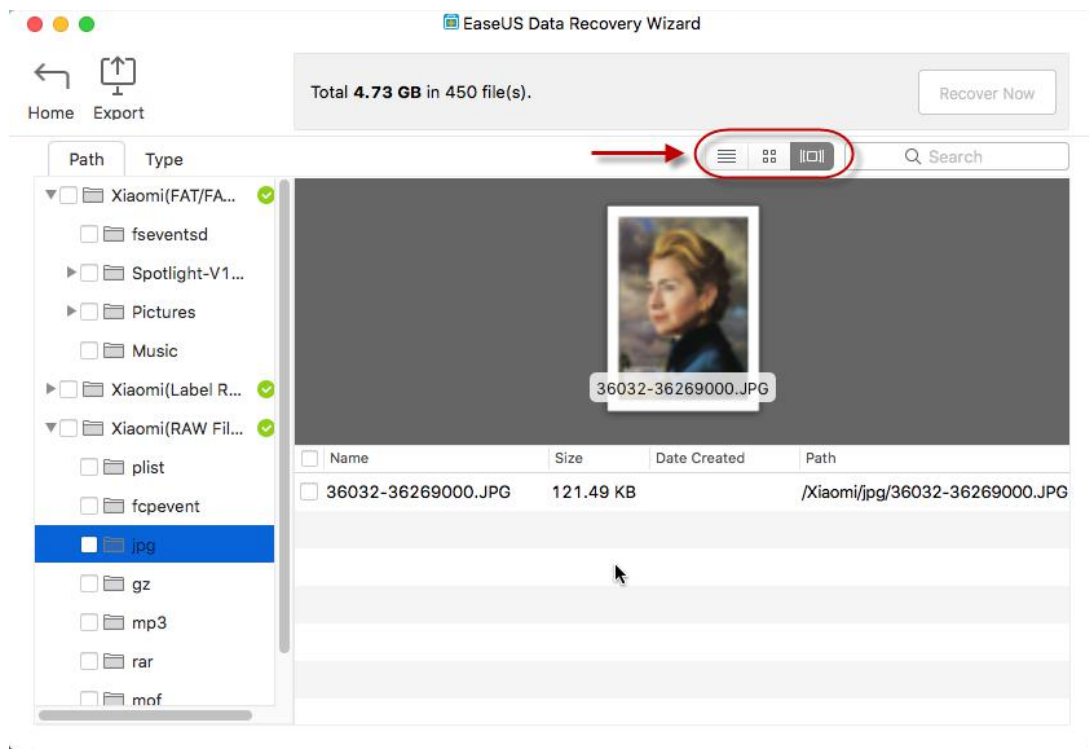 EaseUS Data Recovery Wizard
Home Export
Total 4.73 GB in 450 file(s).
Recover Now
Path Type
Search
Xiaomi(FAT/FA...
fseventsd
Spotlight-V1...
Pictures
Music
Xiaomi(Label R...
Xiaomi(RAW Fil...
plist
fcpevent
jpg
gz
mp3
rar
mof
36032-36269000.JPG
Name Size Date Created Path
36032-36269000.JPG 121.49 KB /Xiaomi/jpg/36032-36269000.JPG